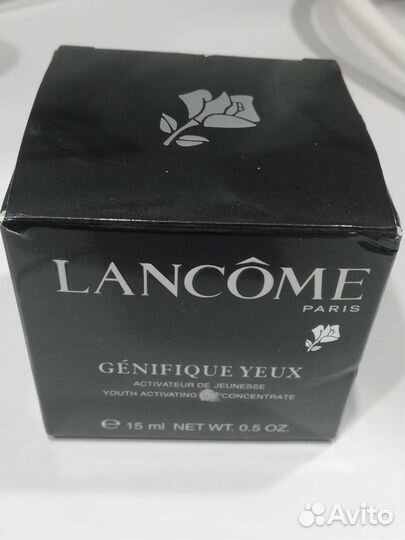 LANCÔME
PARIS
GÉNIFIQUE YEUX
ACTIVATEUR DE JEUNESSE
YOUTH ACTIVATING CONCENTRATE
℮ 15 ml NET WT. 0.5 OZ.
Avito